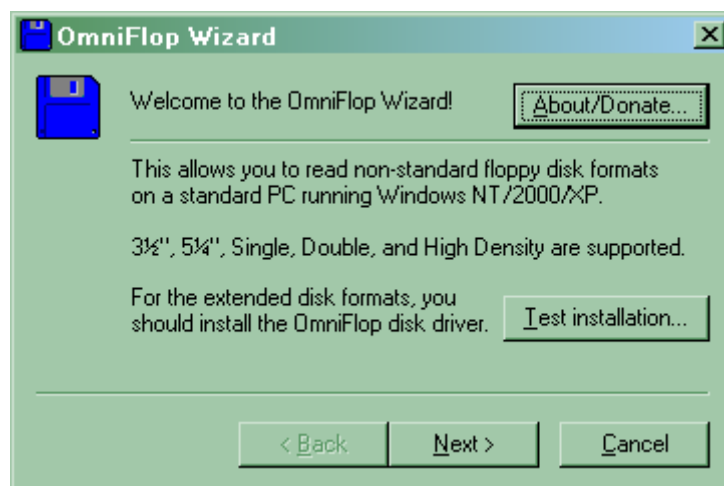 OmniFlop Wizard
Welcome to the OmniFlop Wizard!
About/Donate...
This allows you to read non-standard floppy disk formats
on a standard PC running Windows NT/2000/XP.
3½", 5¼", Single, Double, and High Density are supported.
For the extended disk formats, you
should install the OmniFlop disk driver.
Test installation...
< Back
Next >
Cancel